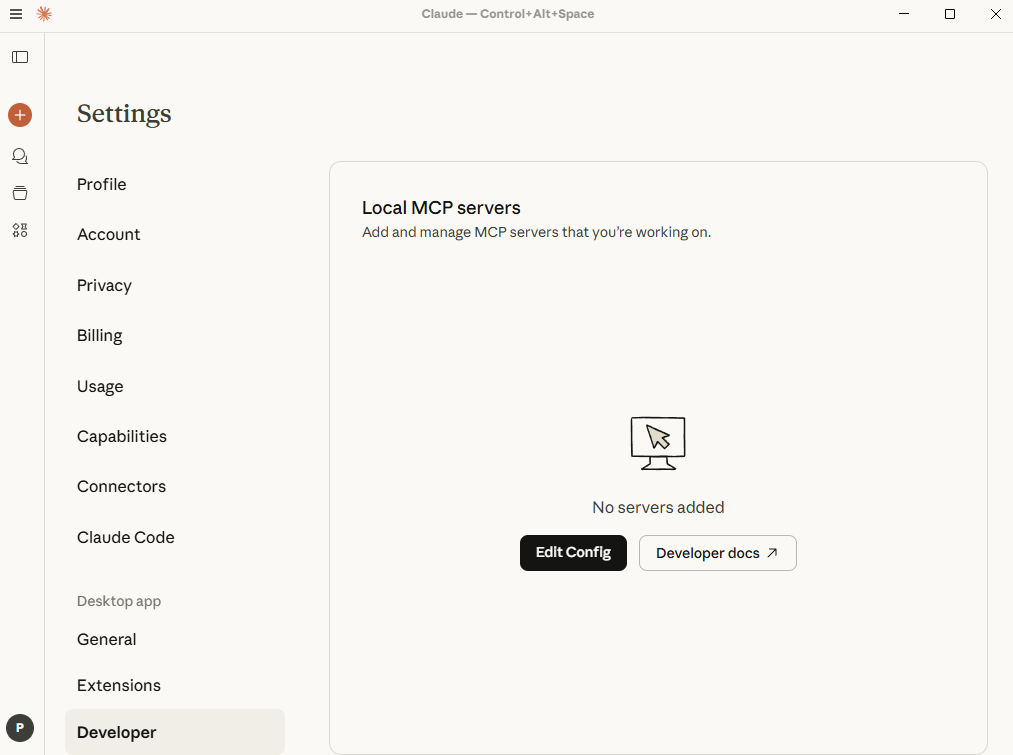 Claude — Control+Alt+Space
Settings
Profile
Account
Privacy
Billing
Usage
Capabilities
Connectors
Claude Code
Desktop app
General
Extensions
Developer
Local MCP servers
Add and manage MCP servers that you're working on.
No servers added
Edit Config
Developer docs
P